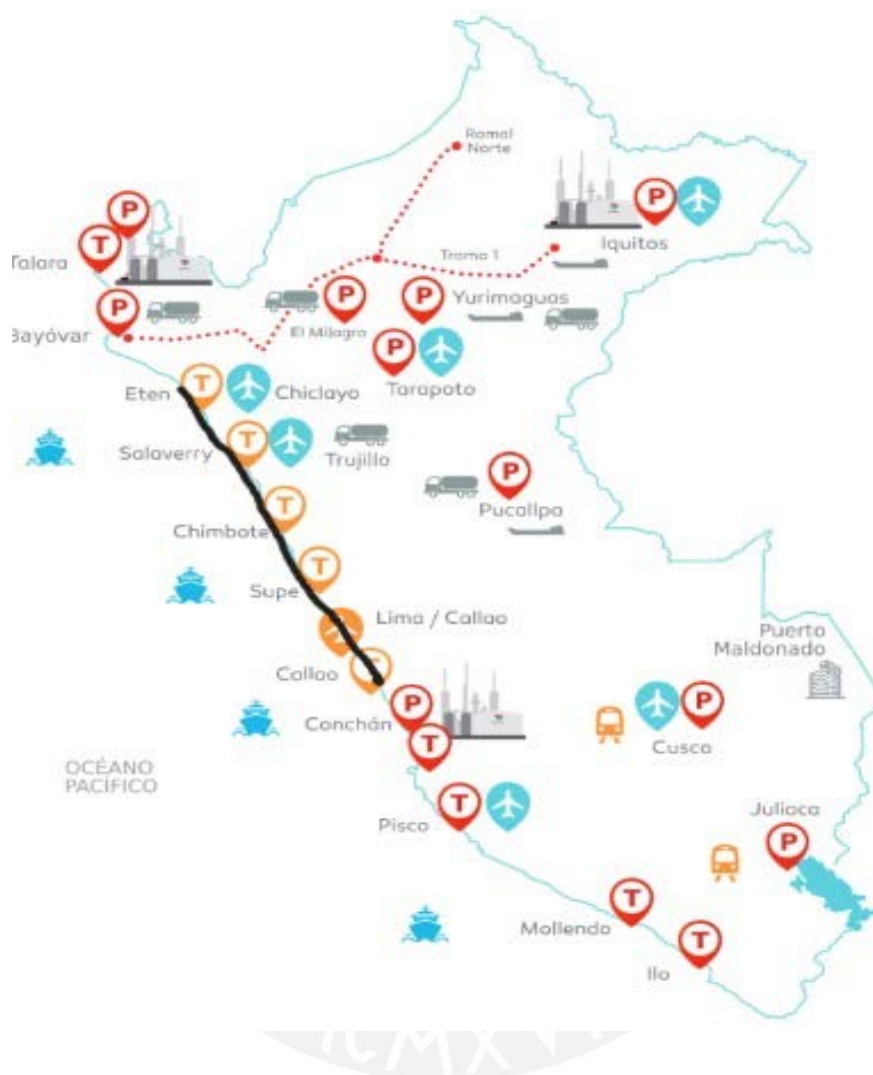 Ramal
Norte
P
P
T
Talara
P
Iquitos
Tramo 1
P
Bayóvar
P
El Milagro
P
Yurimaguas
P
Tarapoto
Eten
T
Chiclayo
Salaverry
T
Trujillo
P
Pucallpa
Chimbote
T
Supe
T
Lima / Callao
Callao
T
Conchán
P
T
Puerto
Maldonado
P
Cusco
OCÉANO
PACÍFICO
Pisco
T
Juliaca
P
Mollendo
T
Ilo
T
MCMXVI